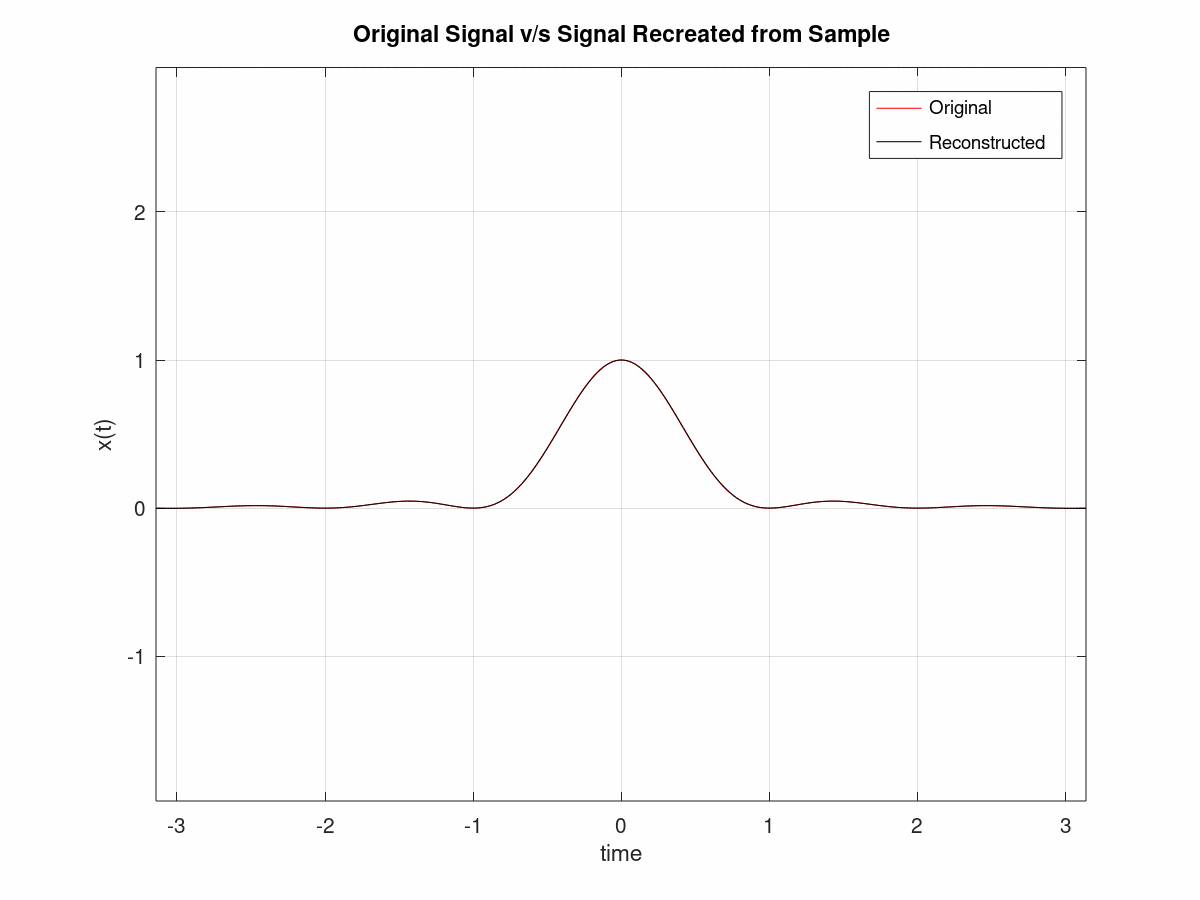 Original Signal v/s Signal Recreated from Sample
Original
Reconstructed
2
1
0
-1
x(t)
-3 -2 -1 0 1 2 3
time